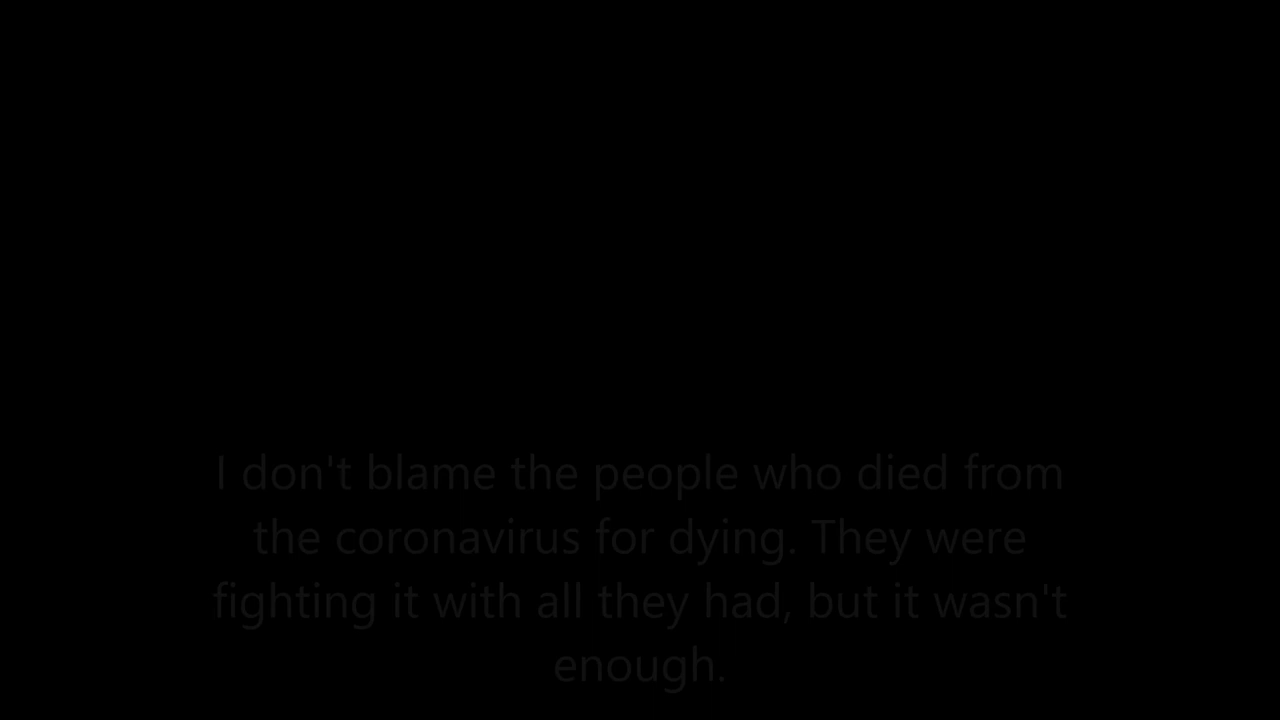 I don't blame the people who died from
the coronavirus for dying. They were
fighting it with all they had, but it wasn't
enough.